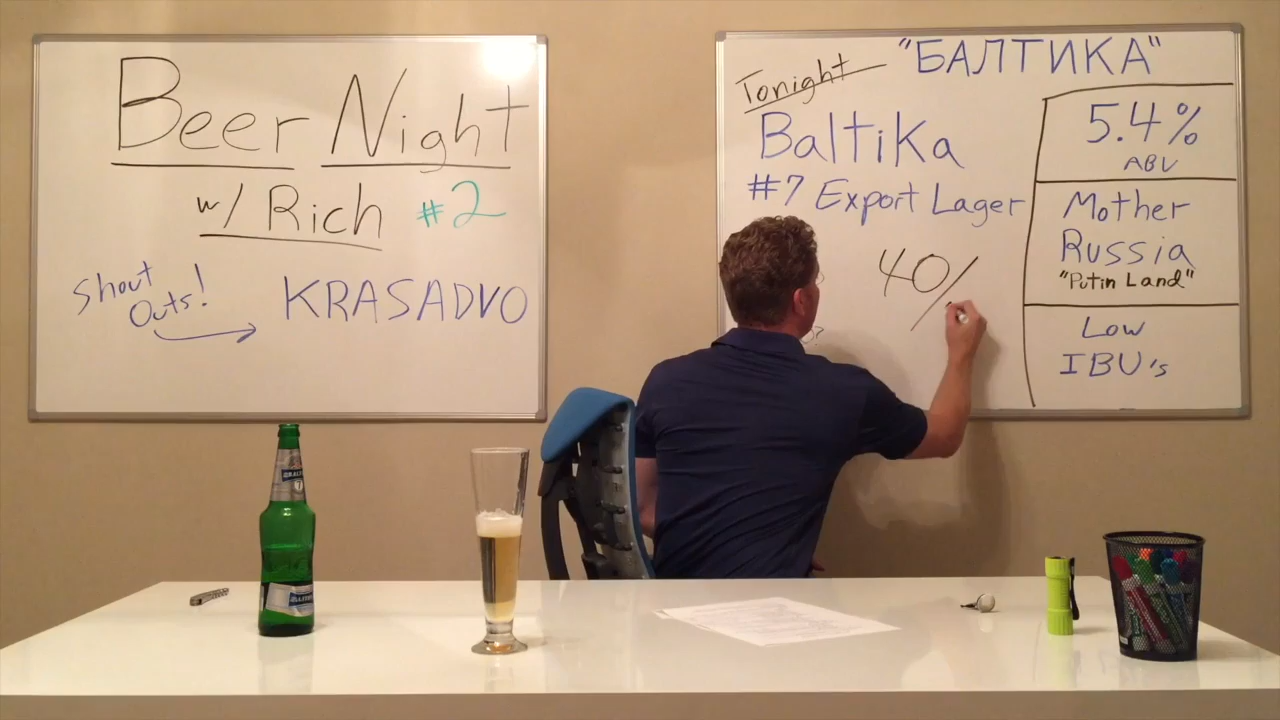 Beer Night
w/ Rich #2
Shout
Outs!
KRASADVO
"БАЛТИКА"
Tonight
Baltika
#7 Export Lager
40/
5.4%
ABV
Mother
Russia
"Putin Land"
Low
IBU's
7